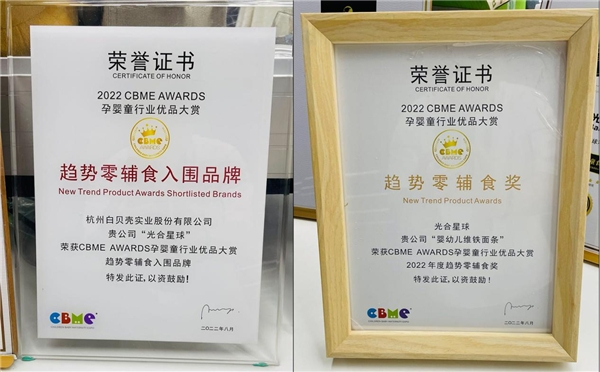 荣誉证书
CERTIFICATE OF HONOR
2022 CBME AWARDS
孕婴童行业优品大赏
CBME
AWARDS
趋势零辅食入围品牌
New Trend Product Awards Shortlisted Brands
杭州白贝壳实业股份有限公司
贵公司“光合星球”
荣获CBME AWARDS孕婴童行业优品大赏
趋势零辅食入围品牌
特发此证,以资鼓励!
CBME
二〇二二年八月
荣誉证书
CERTIFICATE OF HONOR
2022 CBME AWARDS
孕婴童行业优品大赏
CBME
AWARDS
趋势零辅食奖
New Trend Product Awards
光合星球
贵公司“婴幼儿维铁面条”
荣获CBME AWARDS孕婴童行业优品大赏
2022年度趋势零辅食奖
特发此证,以资鼓励!
CBME
二〇二二年八月